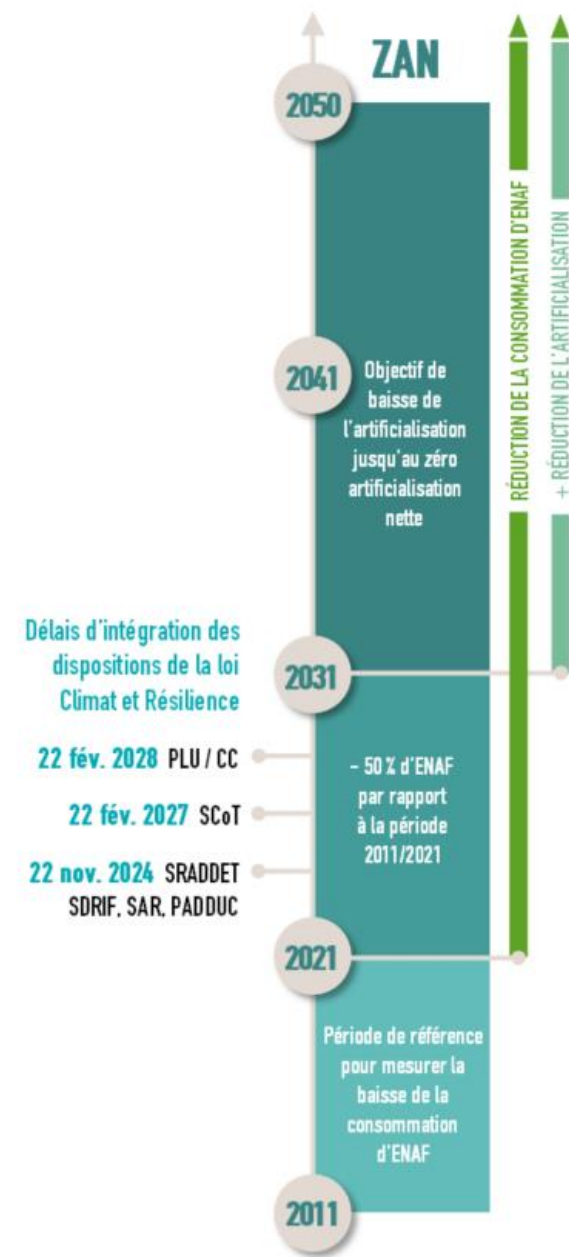 ZAN
2050
2041
Objectif de
baisse de
l'artificialisation
jusqu'au zéro
artificialisation
nette
RÉDUCTION DE LA CONSOMMATION D'ENAF
+ RÉDUCTION DE L'ARTIFICIALISATION
Délais d'intégration des
dispositions de la loi
Climat et Résilience
2031
22 fév. 2028 PLU / CC
22 fév. 2027 SCoT
22 nov. 2024 SRADDET
SDRIF, SAR, PADDUC
- 50 % d'ENAF
par rapport
à la période
2011/2021
2021
Période de référence
pour mesurer la
baisse de la
consommation
d'ENAF
2011